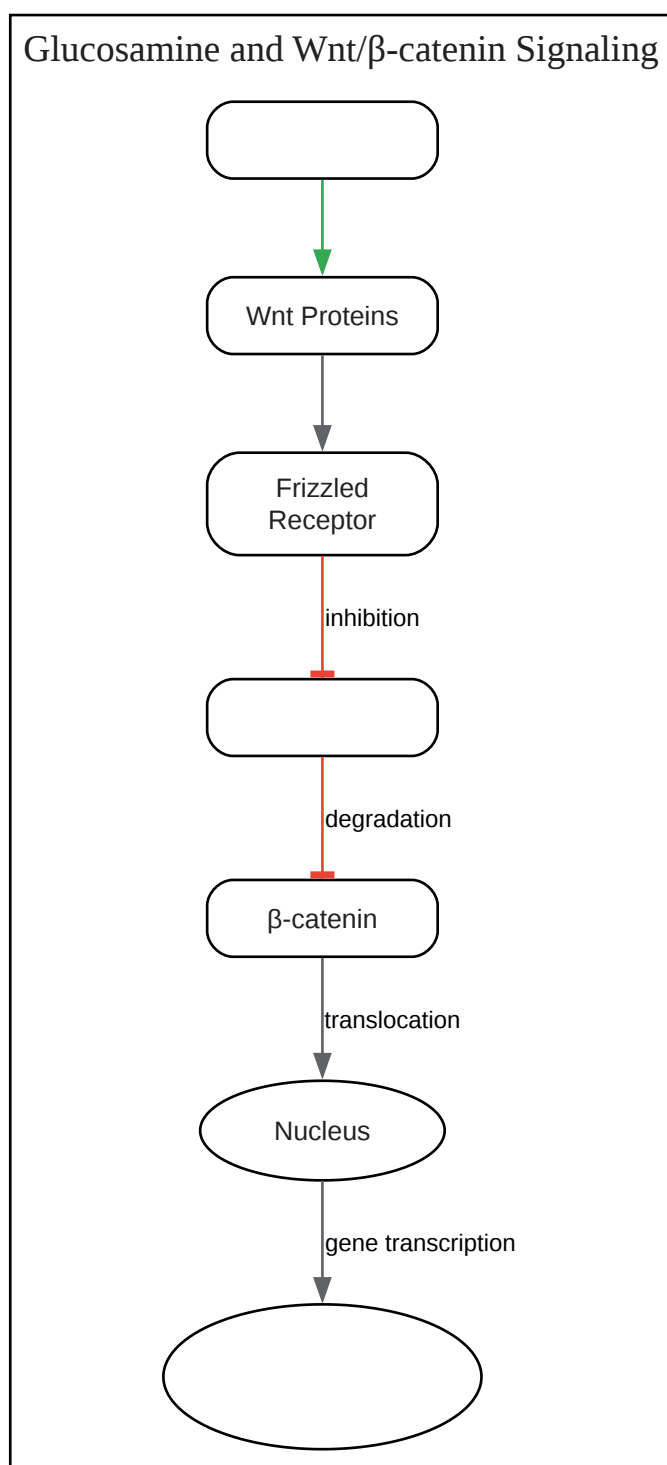 Glucosamine and Wnt/β-catenin Signaling
Wnt Proteins
Frizzled
Receptor
inhibition
degradation
β-catenin
translocation
Nucleus
gene transcription